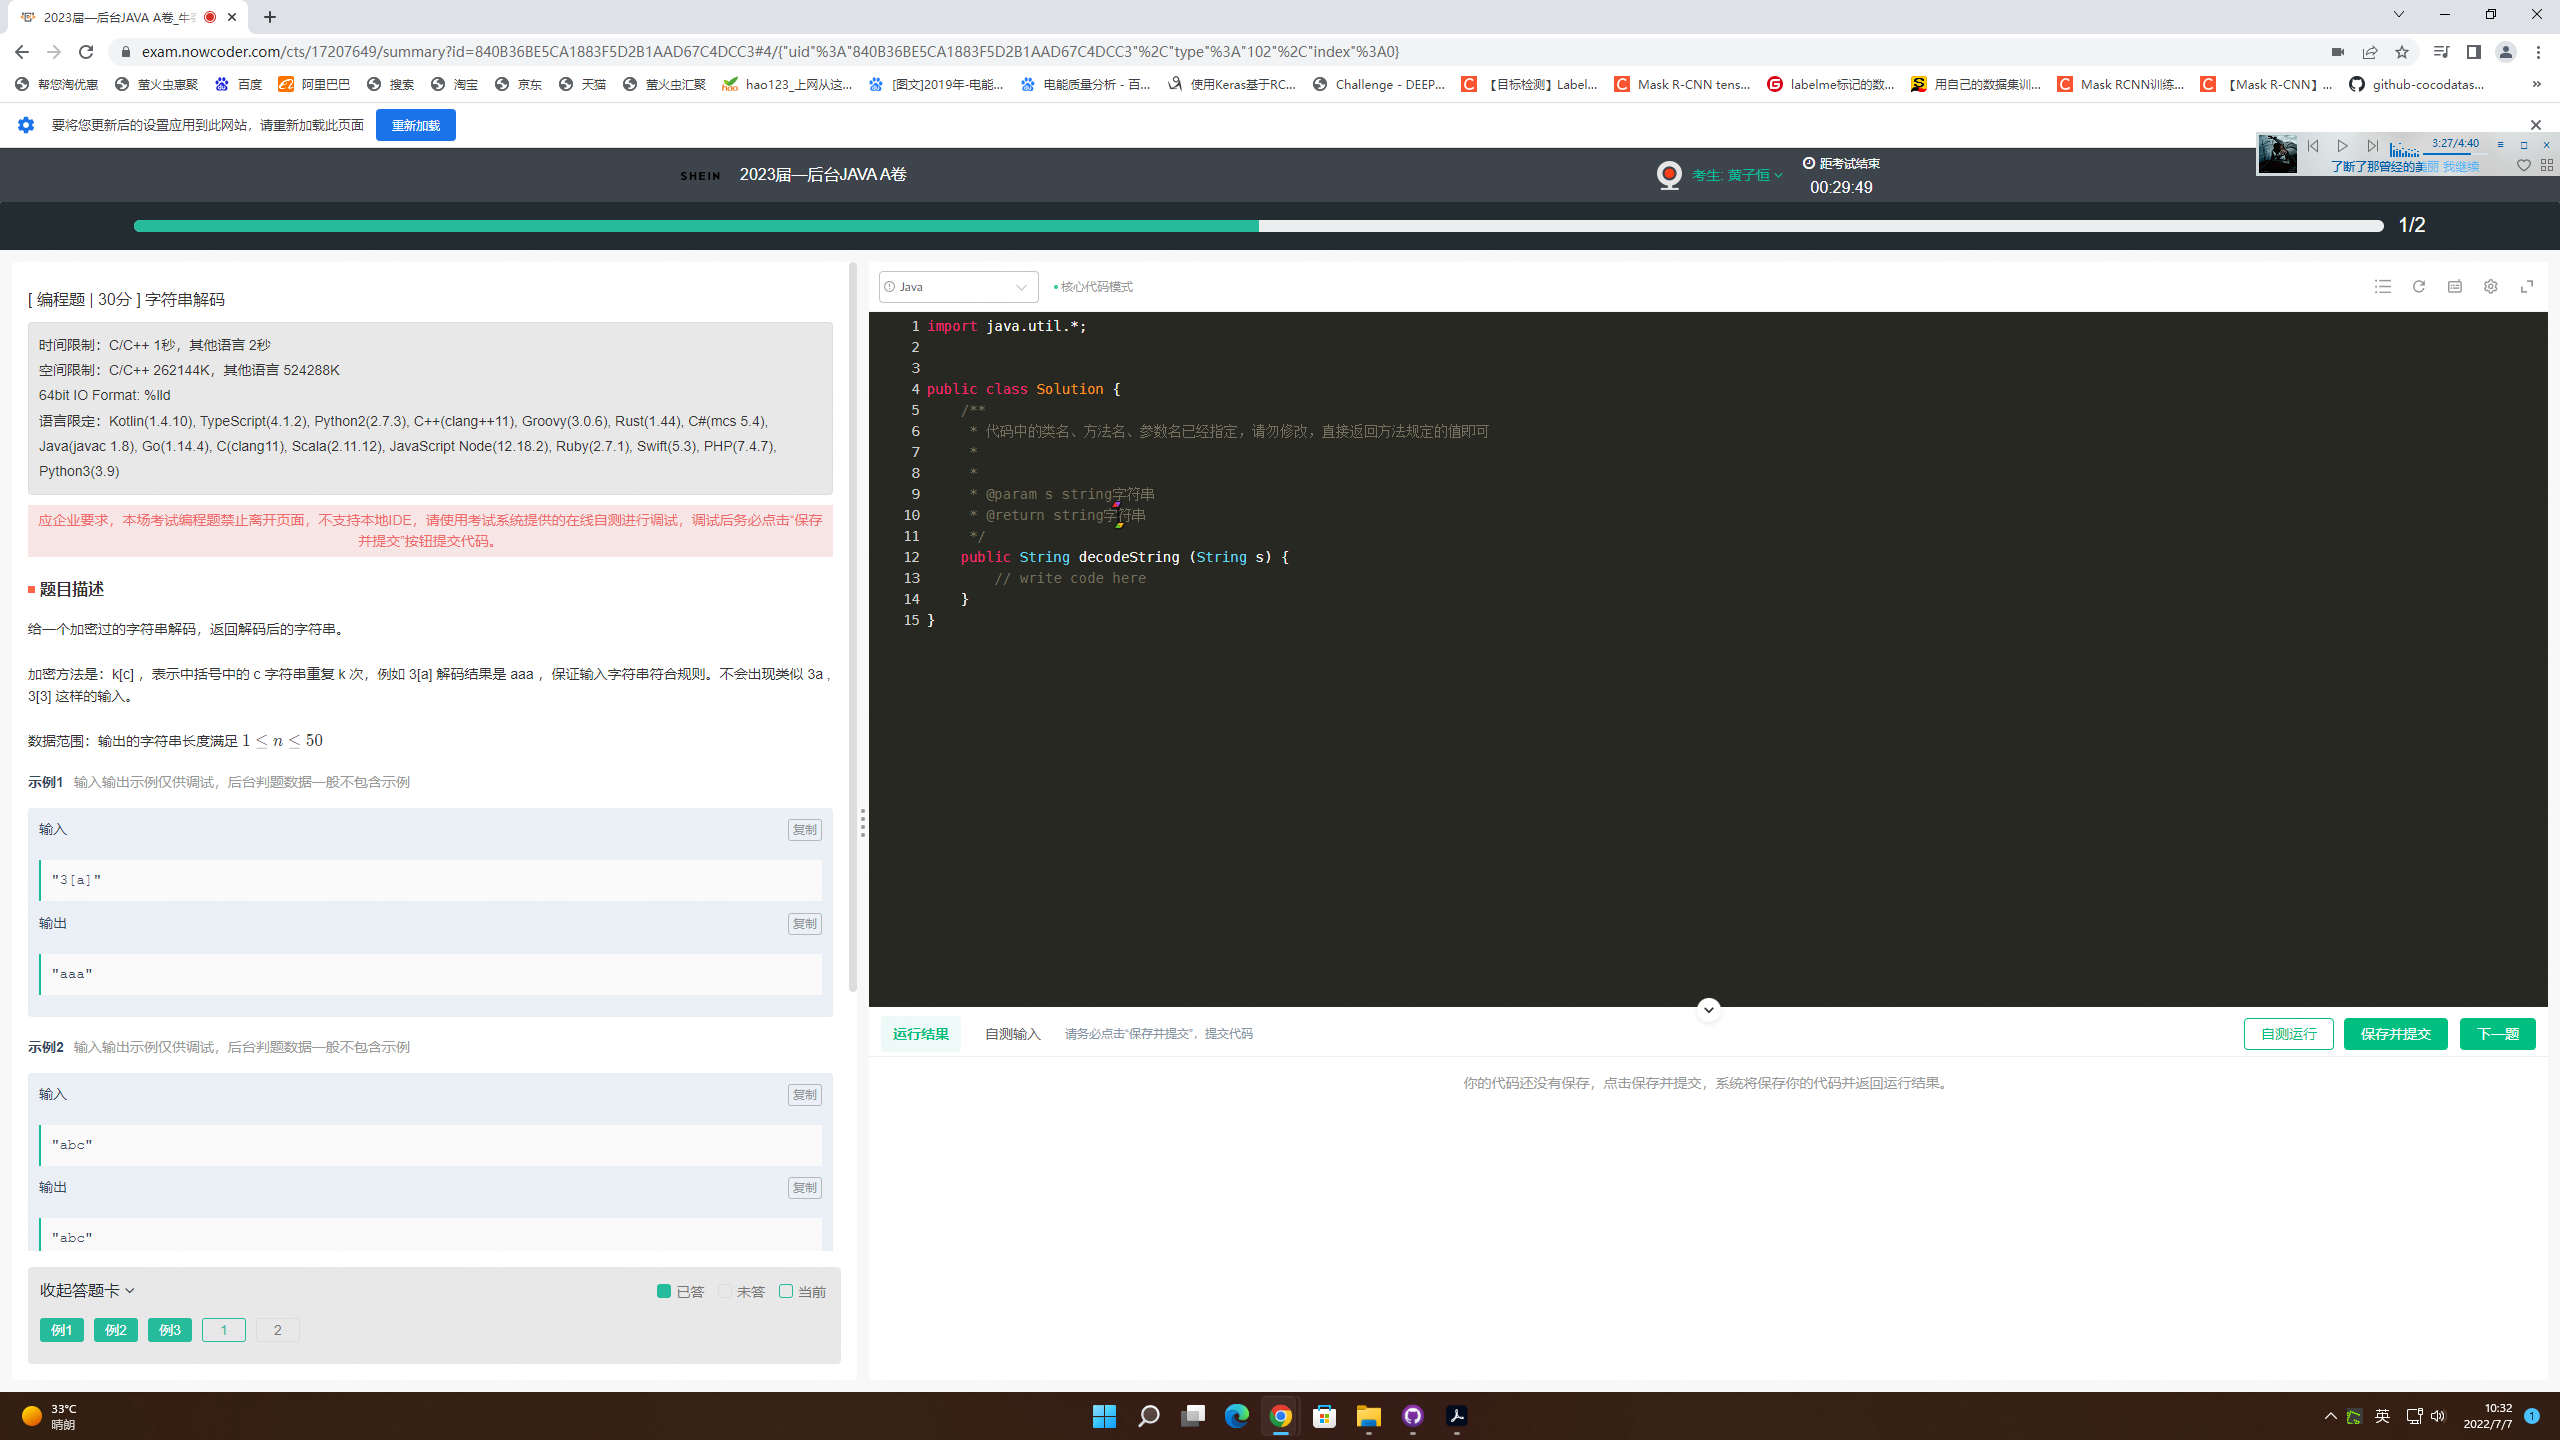 2023届—后台JAVA A卷_牛
exam.nowcoder.com/cts/17207649/summary?id=840B36BE5CA1883F5D2B1AAD67C4DCC3#4/{"uid"%3A"840B36BE5CA1883F5D2B1AAD67C4DCC3"%2C"type"%3A"102"%2C"index"%3A0}
帮您淘优惠 萤火虫惠聚 百度 阿里巴巴 搜索 淘宝 京东 天猫 萤火虫汇聚 hao123_上网从这... [图文]2019年-电能... 电能质量分析 - 百... 使用Keras基于RC... Challenge - DEEP... 【目标检测】Label... Mask R-CNN tens... labelme标记的数... 用自己的数据集训... Mask RCNN训练... 【Mask R-CNN】... github-cocodatas... »
要将您更新后的设置应用到此网站，请重新加载此页面 重新加载
3:27/4:40
了断了那曾经的美丽 我继续
SHEIN 2023届—后台JAVA A卷
考生: 黄子恒
距考试结束
00:29:49
1/2
[ 编程题 | 30分 ] 字符串解码
时间限制：C/C++ 1秒，其他语言 2秒
空间限制：C/C++ 262144K，其他语言 524288K
64bit IO Format: %lld
语言限定：Kotlin(1.4.10), TypeScript(4.1.2), Python2(2.7.3), C++(clang++11), Groovy(3.0.6), Rust(1.44), C#(mcs 5.4),
Java(javac 1.8), Go(1.14.4), C(clang11), Scala(2.11.12), JavaScript Node(12.18.2), Ruby(2.7.1), Swift(5.3), PHP(7.4.7),
Python3(3.9)
应企业要求，本场考试编程题禁止离开页面，不支持本地IDE，请使用考试系统提供的在线自测进行调试，调试后务必点击“保存
并提交”按钮提交代码。
题目描述
给一个加密过的字符串解码，返回解码后的字符串。
加密方法是：k[c] ，表示中括号中的 c 字符串重复 k 次，例如 3[a] 解码结果是 aaa ，保证输入字符串符合规则。不会出现类似 3a ,
3[3] 这样的输入。
数据范围：输出的字符串长度满足 1 ≤ n ≤ 50
示例1 输入输出示例仅供调试，后台判题数据一般不包含示例
输入 复制
"3[a]"
输出 复制
"aaa"
示例2 输入输出示例仅供调试，后台判题数据一般不包含示例
输入 复制
"abc"
输出 复制
"abc"
收起答题卡 已答 未答 当前
例1 例2 例3 1 2
Java 核心代码模式
1 import java.util.*;
2
3
4 public class Solution {
5 /**
6 * 代码中的类名、方法名、参数名已经指定，请勿修改，直接返回方法规定的值即可
7 *
8 *
9 * @param s string字符串
10 * @return string字符串
11 */
12 public String decodeString (String s) {
13 // write code here
14 }
15 }
运行结果 自测输入 请务必点击“保存并提交”，提交代码 自测运行 保存并提交 下一题
你的代码还没有保存，点击保存并提交，系统将保存你的代码并返回运行结果。
33°C
晴朗
英
10:32
2022/7/7
1